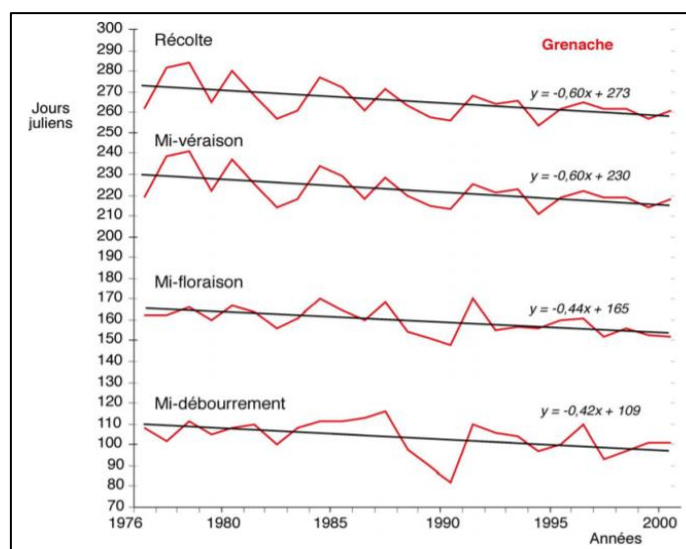 300
290
280
270
260
250
240
230
220
210
200
190
180
170
160
150
140
130
120
110
100
90
80
70
Jours
juliens
Récolte
Grenache
y = -0,60x + 273
Mi-véraison
y = -0,60x + 230
Mi-floraison
y = -0,44x + 165
Mi-débourrement
y = -0,42x + 109
1976
1980
1985
1990
1995
2000
Années